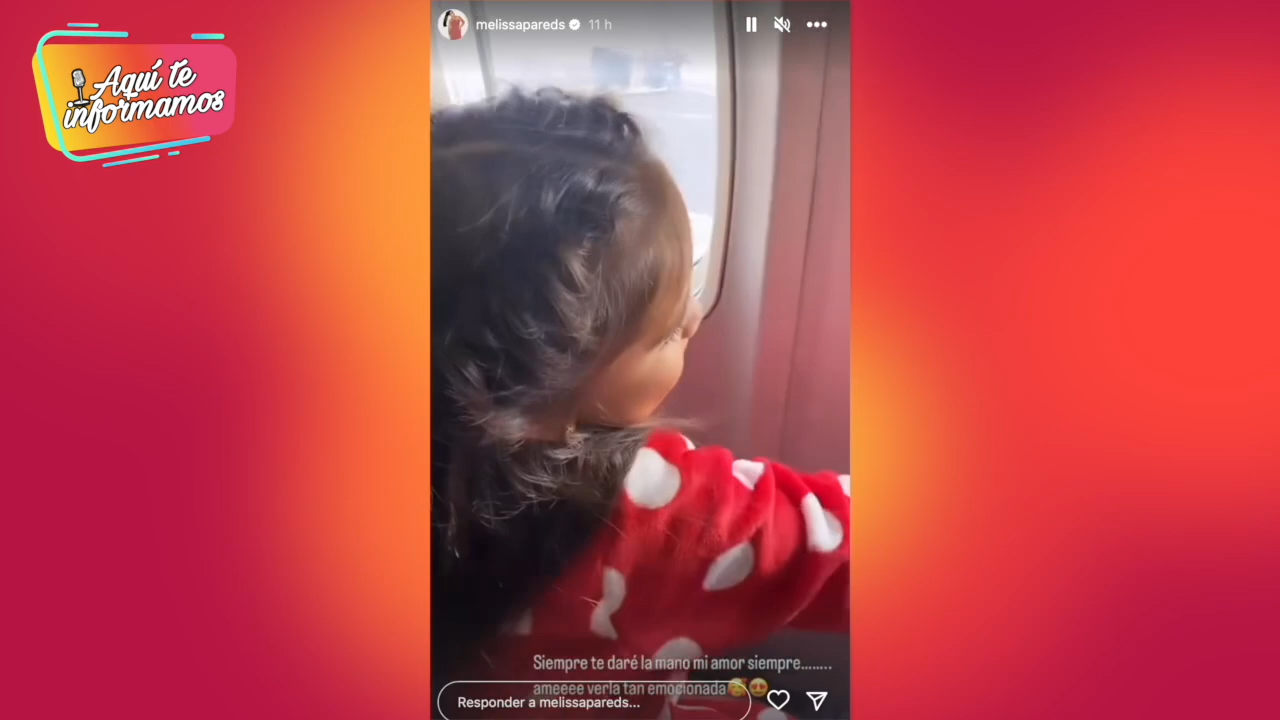 Aquí te
informamos
melissapareds 11 h
Siempre te daré la mano mi amor siempre........
ameeee verla tan emocionada🥰😍
Responder a melissapareds...